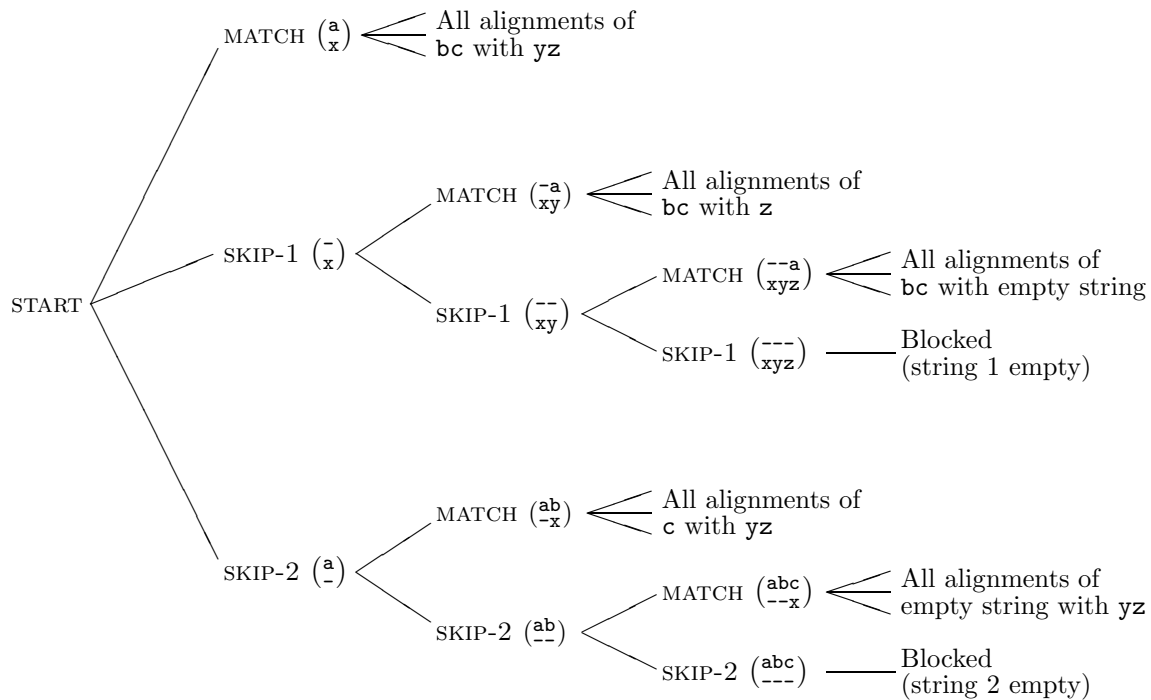 MATCH (a
x)
All alignments of
bc with yz
MATCH (-a
xy)
All alignments of
bc with z
SKIP-1 (-
x)
MATCH (--a
xyz)
All alignments of
bc with empty string
START
SKIP-1 (--
xy)
SKIP-1 (---
xyz)
Blocked
(string 1 empty)
MATCH (ab
-x)
All alignments of
c with yz
SKIP-2 (a
-)
MATCH (abc
--x)
All alignments of
empty string with yz
SKIP-2 (ab
--)
SKIP-2 (abc
---)
Blocked
(string 2 empty)